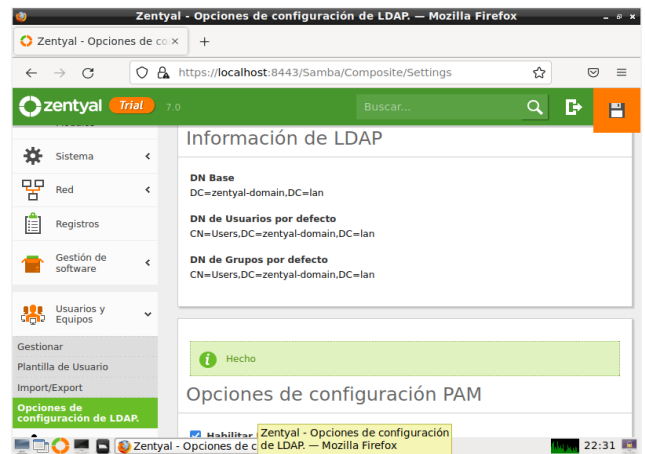 Zentyal - Opciones de configuración de LDAP. — Mozilla Firefox
Zentyal - Opciones de co
https://localhost:8443/Samba/Composite/Settings
zentyal Trial 7.0
Buscar...
Sistema
Red
Registros
Gestión de
software
Usuarios y
Equipos
Gestionar
Plantilla de Usuario
Import/Export
Opciones de
configuración de LDAP.
Información de LDAP
DN Base
DC=zentyal-domain,DC=lan
DN de Usuarios por defecto
CN=Users,DC=zentyal-domain,DC=lan
DN de Grupos por defecto
CN=Users,DC=zentyal-domain,DC=lan
Hecho
Opciones de configuración PAM
Habilitar
Zentyal - Opciones de configuración
de LDAP. — Mozilla Firefox
Zentyal - Opciones de c
22:31